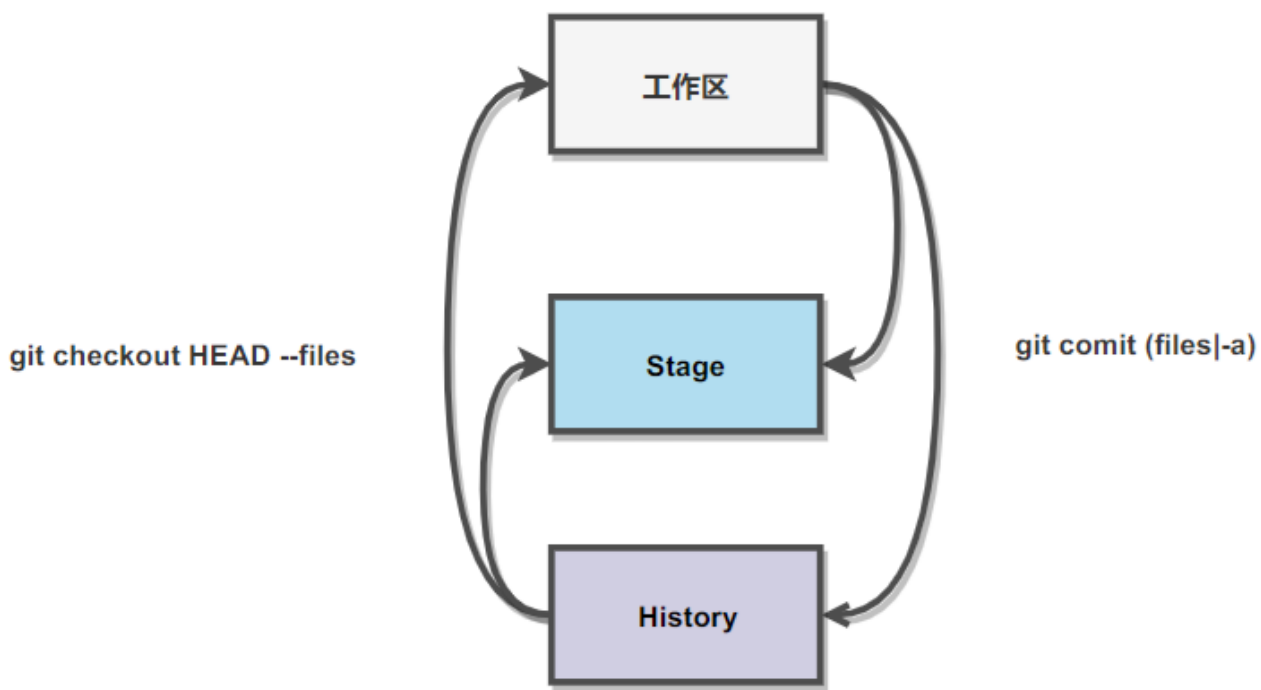 工作区
git checkout HEAD --files
Stage
git comit (files|-a)
History